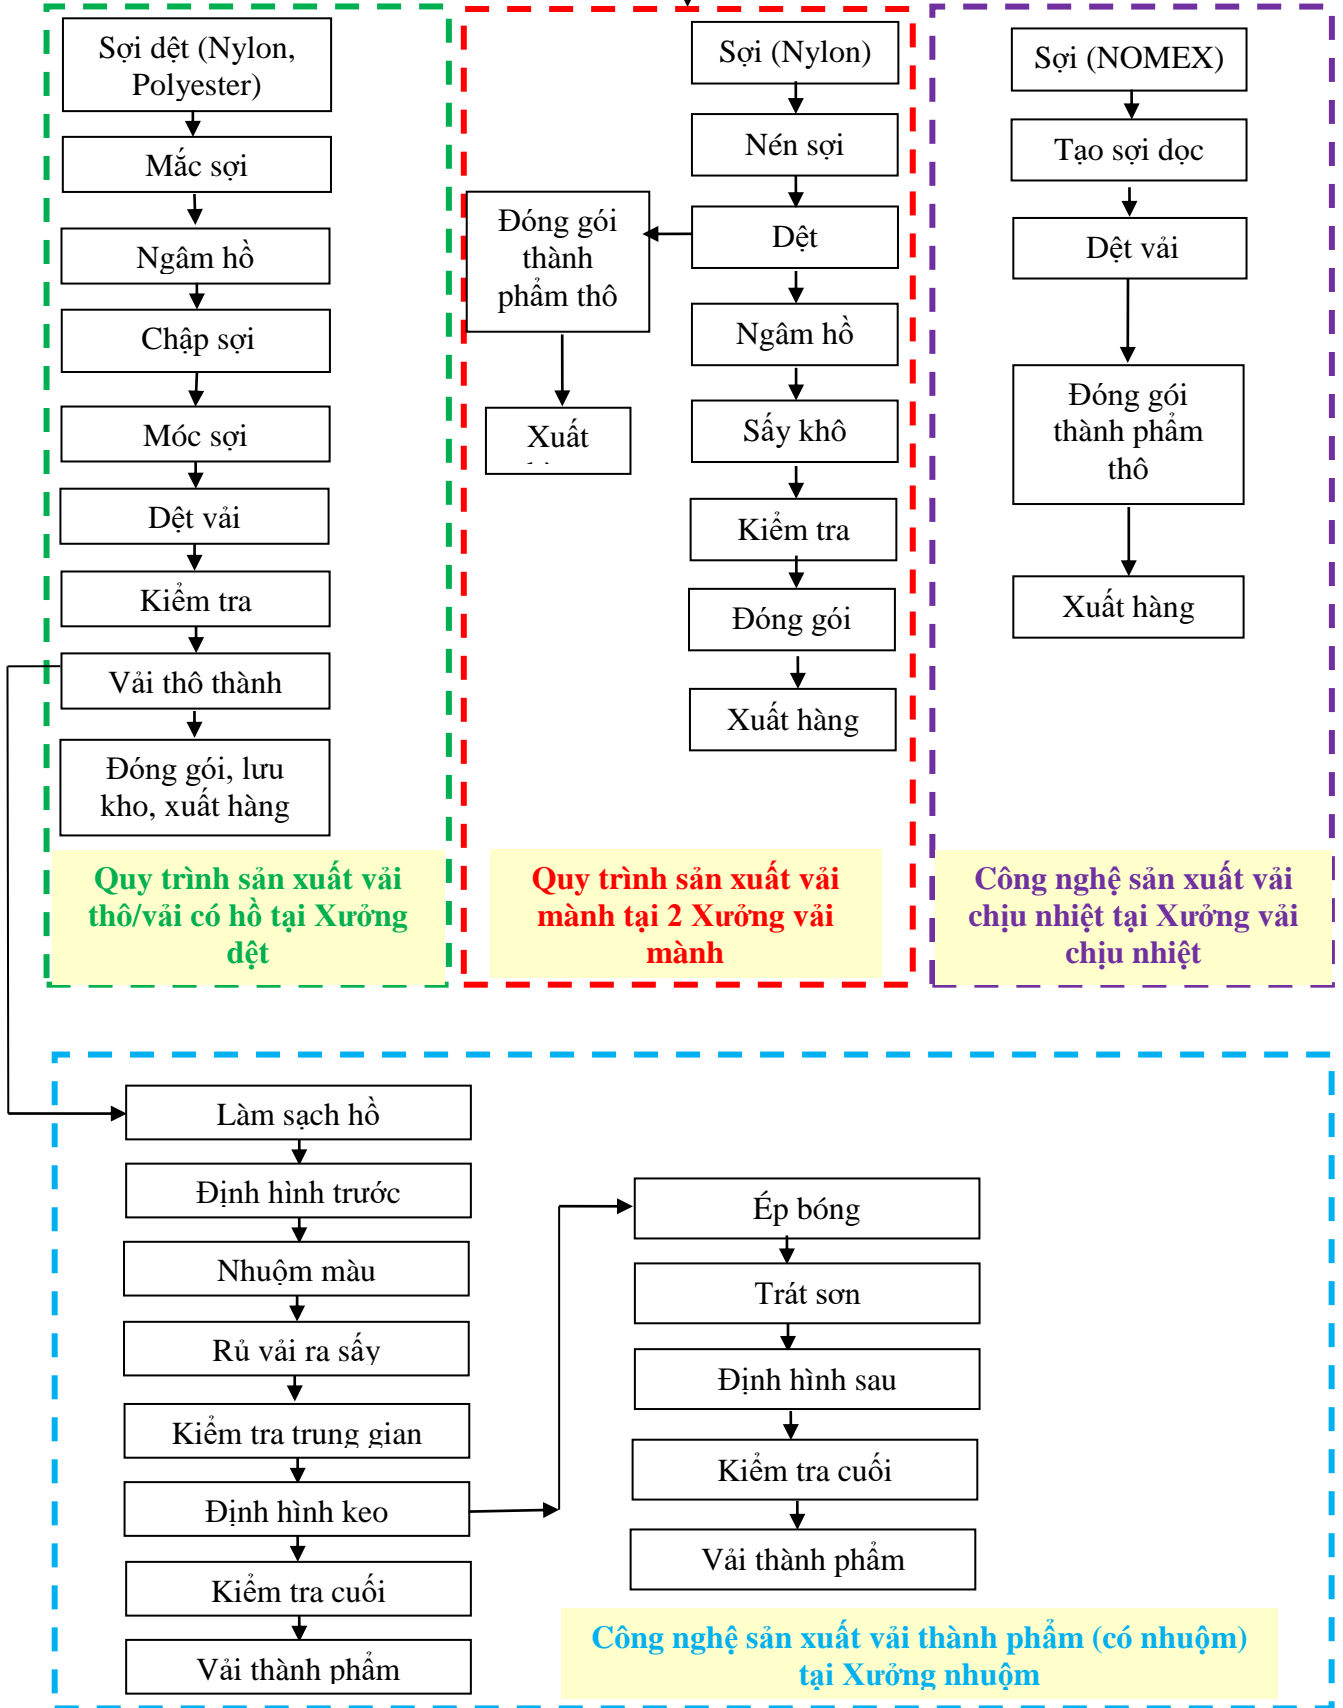 Sợi dệt (Nylon,
Polyester)
Mắc sợi
Ngâm hồ
Chập sợi
Móc sợi
Dệt vải
Kiểm tra
Vải thô thành
Đóng gói, lưu
kho, xuất hàng
Quy trình sản xuất vải
thô/vải có hồ tại Xưởng
dệt
Sợi (Nylon)
Nén sợi
Dệt
Đóng gói
thành
phẩm thô
Xuất
Ngâm hồ
Sấy khô
Kiểm tra
Đóng gói
Xuất hàng
Quy trình sản xuất vải
mành tại 2 Xưởng vải
mành
Sợi (NOMEX)
Tạo sợi dọc
Dệt vải
Đóng gói
thành phẩm
thô
Xuất hàng
Công nghệ sản xuất vải
chịu nhiệt tại Xưởng vải
chịu nhiệt
Làm sạch hồ
Định hình trước
Nhuộm màu
Rủ vải ra sấy
Kiểm tra trung gian
Định hình keo
Kiểm tra cuối
Vải thành phẩm
Ép bóng
Trát sơn
Định hình sau
Kiểm tra cuối
Vải thành phẩm
Công nghệ sản xuất vải thành phẩm (có nhuộm)
tại Xưởng nhuộm